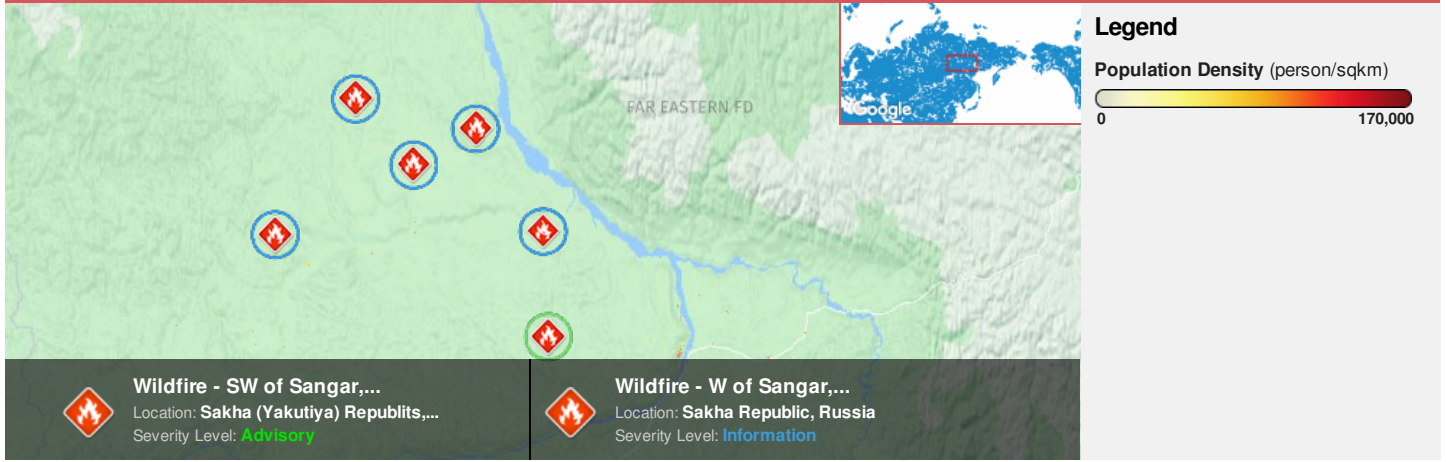 FAR EASTERN FD
Google
Legend
Population Density (person/sqkm)
0 170,000
Wildfire - SW of Sangar,...
Location: Sakha (Yakutiya) Republits,...
Severity Level: Advisory
Wildfire - W of Sangar,...
Location: Sakha Republic, Russia
Severity Level: Information